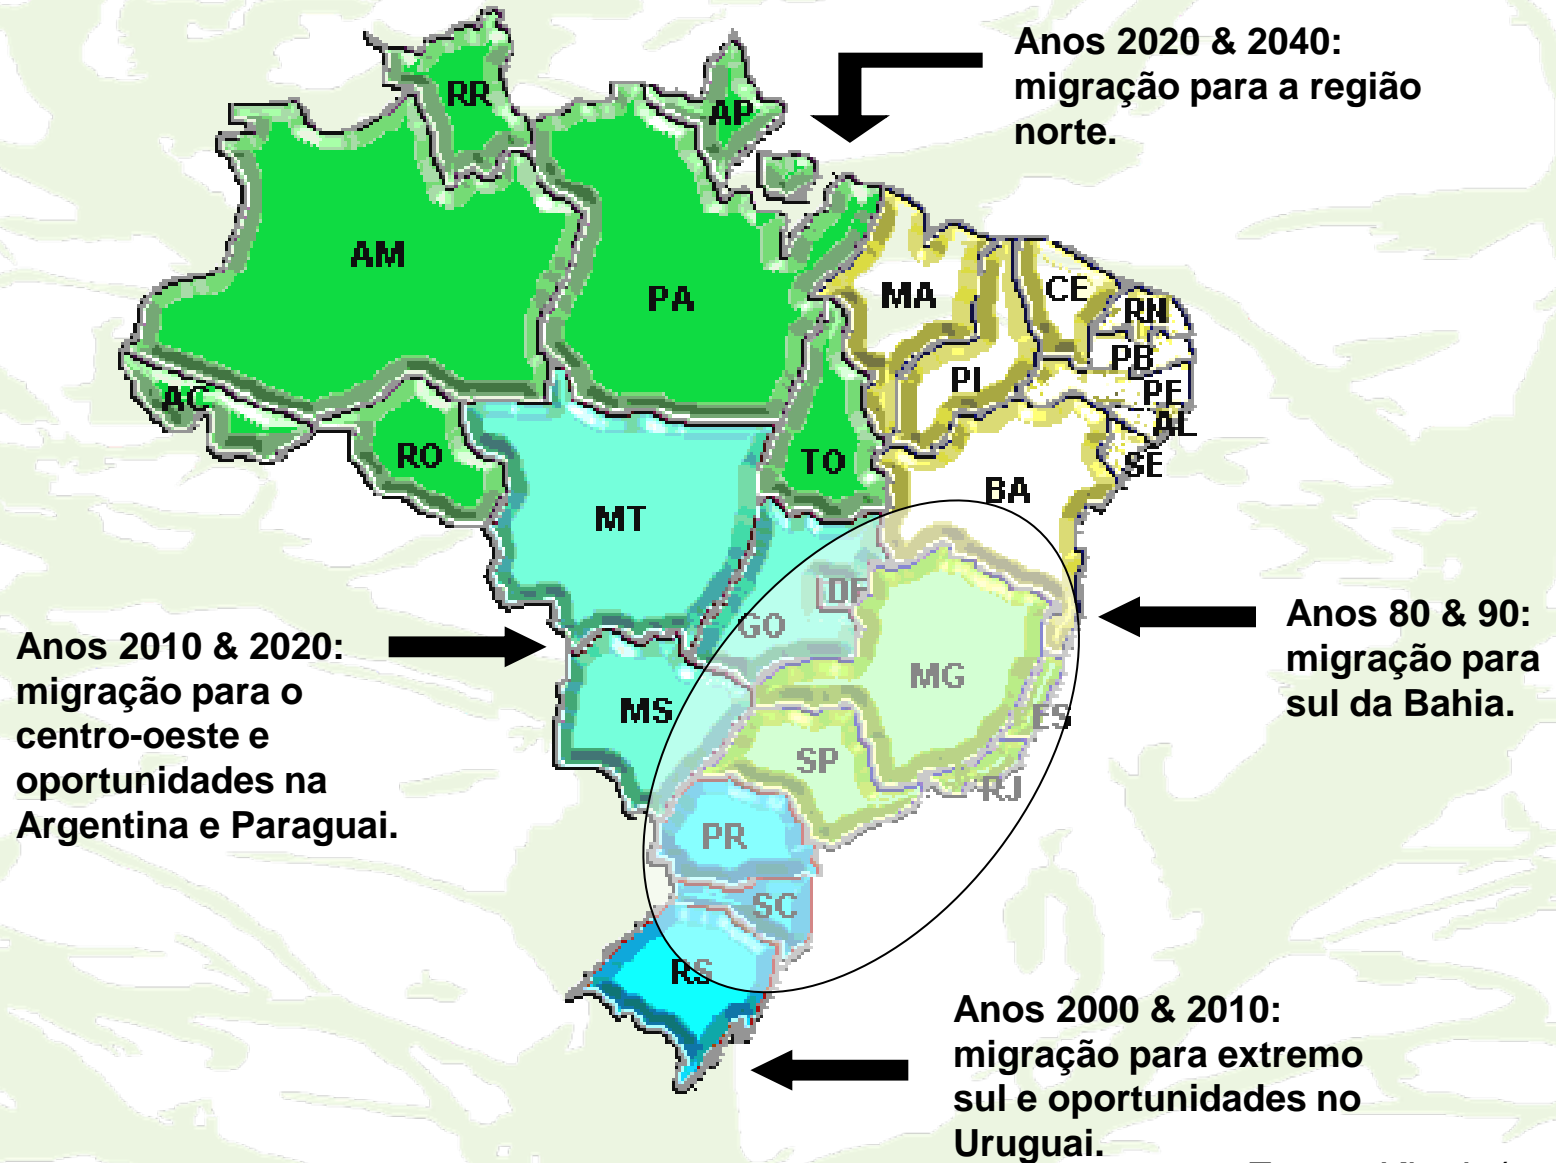 Anos 2020 & 2040:
migração para a região
norte.
RR
AP
AM
PA
MA
CE
RN
PB
PI
PE
AC
AL
RO
TO
SE
BA
MT
DF
GO
Anos 80 & 90:
migração para
sul da Bahia.
Anos 2010 & 2020:
migração para o
centro-oeste e
oportunidades na
Argentina e Paraguai.
MG
MS
ES
SP
RJ
PR
SC
RS
Anos 2000 & 2010:
migração para extremo
sul e oportunidades no
Uruguai.